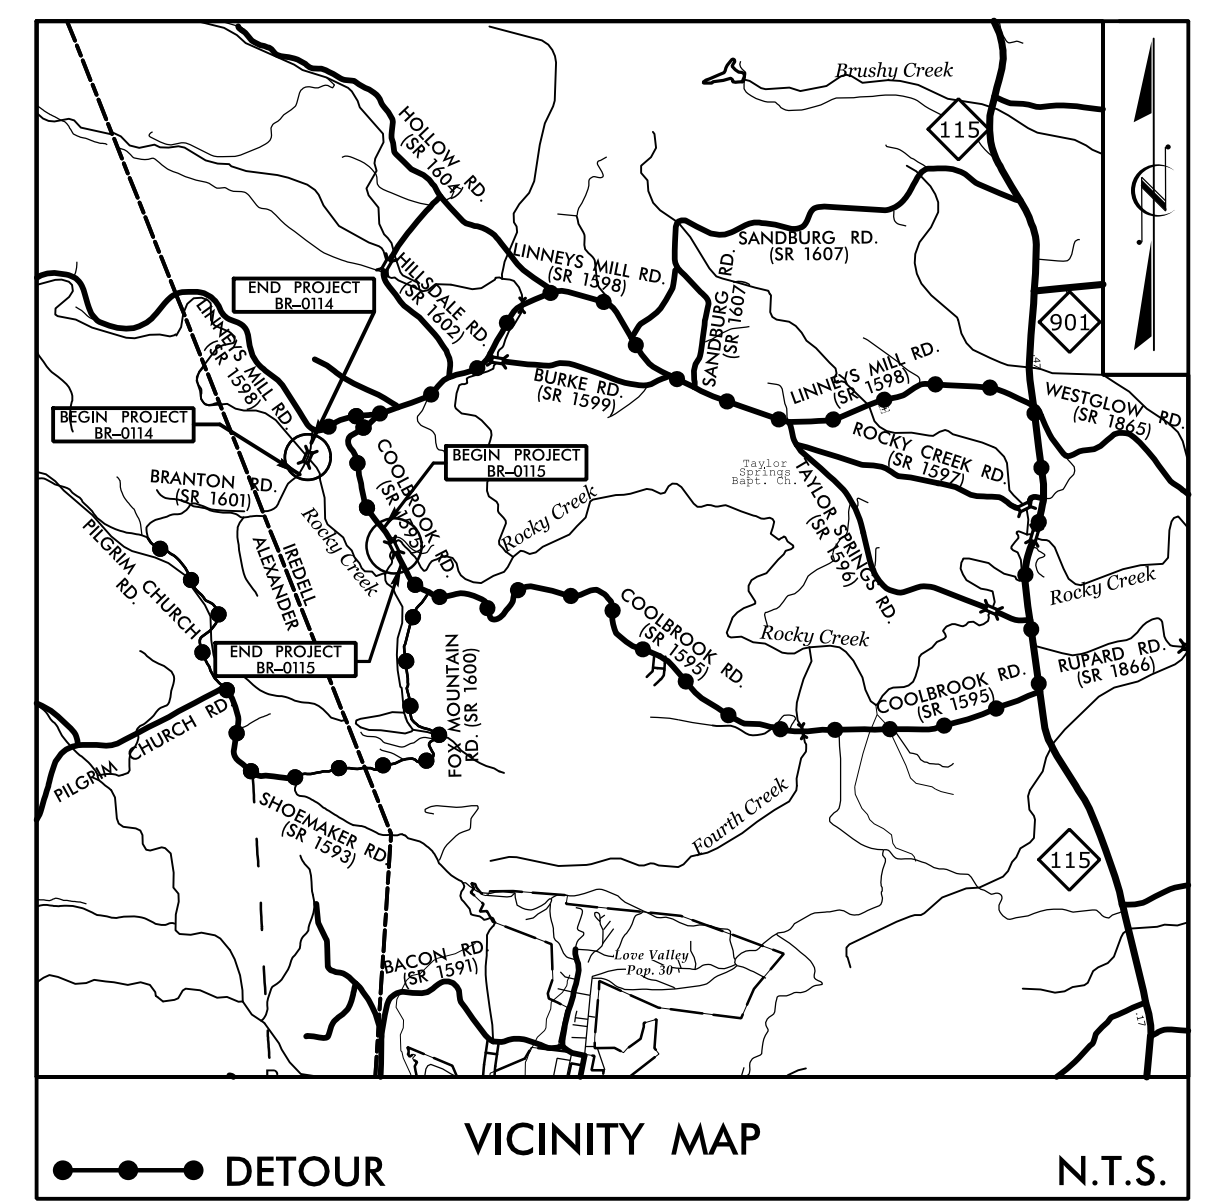 Brushy Creek
115
HOLLOW RD.
(SR 1604)
SANDBURG RD.
(SR 1607)
LINNEYS MILL RD.
(SR 1598)
HILLSDALE RD.
(SR 1602)
SANDBURG RD.
(SR 1607)
END PROJECT
BR-0114
901
LINNEYS MILL RD.
(SR 1598)
LINNEYS MILL RD.
(SR 1598)
BURKE RD.
(SR 1599)
WESTGLOW RD.
(SR 1865)
BEGIN PROJECT
BR-0114
ROCKY CREEK RD.
(SR 1597)
BEGIN PROJECT
BR-0115
COOLBROOK RD.
(SR 1595)
Taylor
Springs
Bapt. Ch.
TAYLOR SPRINGS RD.
(SR 1596)
BRANTON RD.
(SR 1601)
Rocky Creek
Rocky Creek
PILGRIM CHURCH
RD.
IREDELL
ALEXANDER
Rocky Creek
COOLBROOK RD.
(SR 1595)
Rocky Creek
END PROJECT
BR-0115
FOX MOUNTAIN
RD. (SR 1600)
RUPARD RD.
(SR 1866)
COOLBROOK RD.
(SR 1595)
PILGRIM CHURCH RD.
SHOEMAKER RD.
(SR 1593)
Fourth Creek
115
BACON RD.
(SR 1591)
Love Valley
Pop. 30
.17
VICINITY MAP
DETOUR
N.T.S.